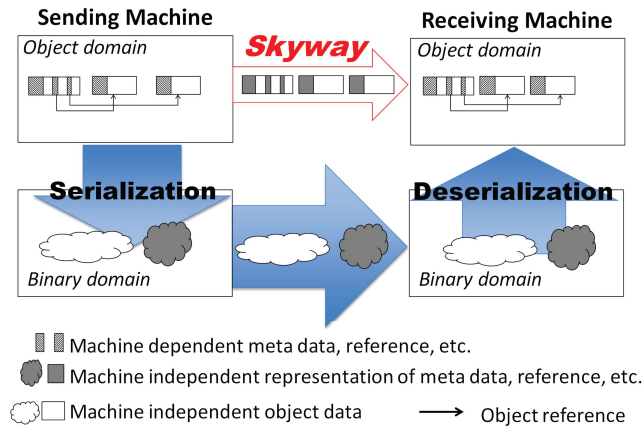 Sending Machine
Receiving Machine
Object domain
Skyway
Object domain
Serialization
Deserialization
Binary domain
Binary domain
Machine dependent meta data, reference, etc.
Machine independent representation of meta data, reference, etc.
Machine independent object data
Object reference